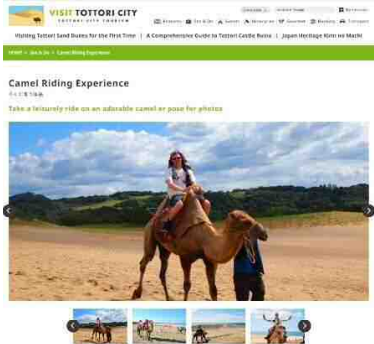 VISIT TOTTORI CITY
TOTTORI CITY TOURISM
Visiting Tottori Sand Dunes for the First Time | A Comprehensive Guide to Tottori Castle Ruins | Japan Heritage Kirin no Machi
HOME > See & Do > Camel Riding Experience
Camel Riding Experience
Take a leisurely ride on an adorable camel or pose for photos